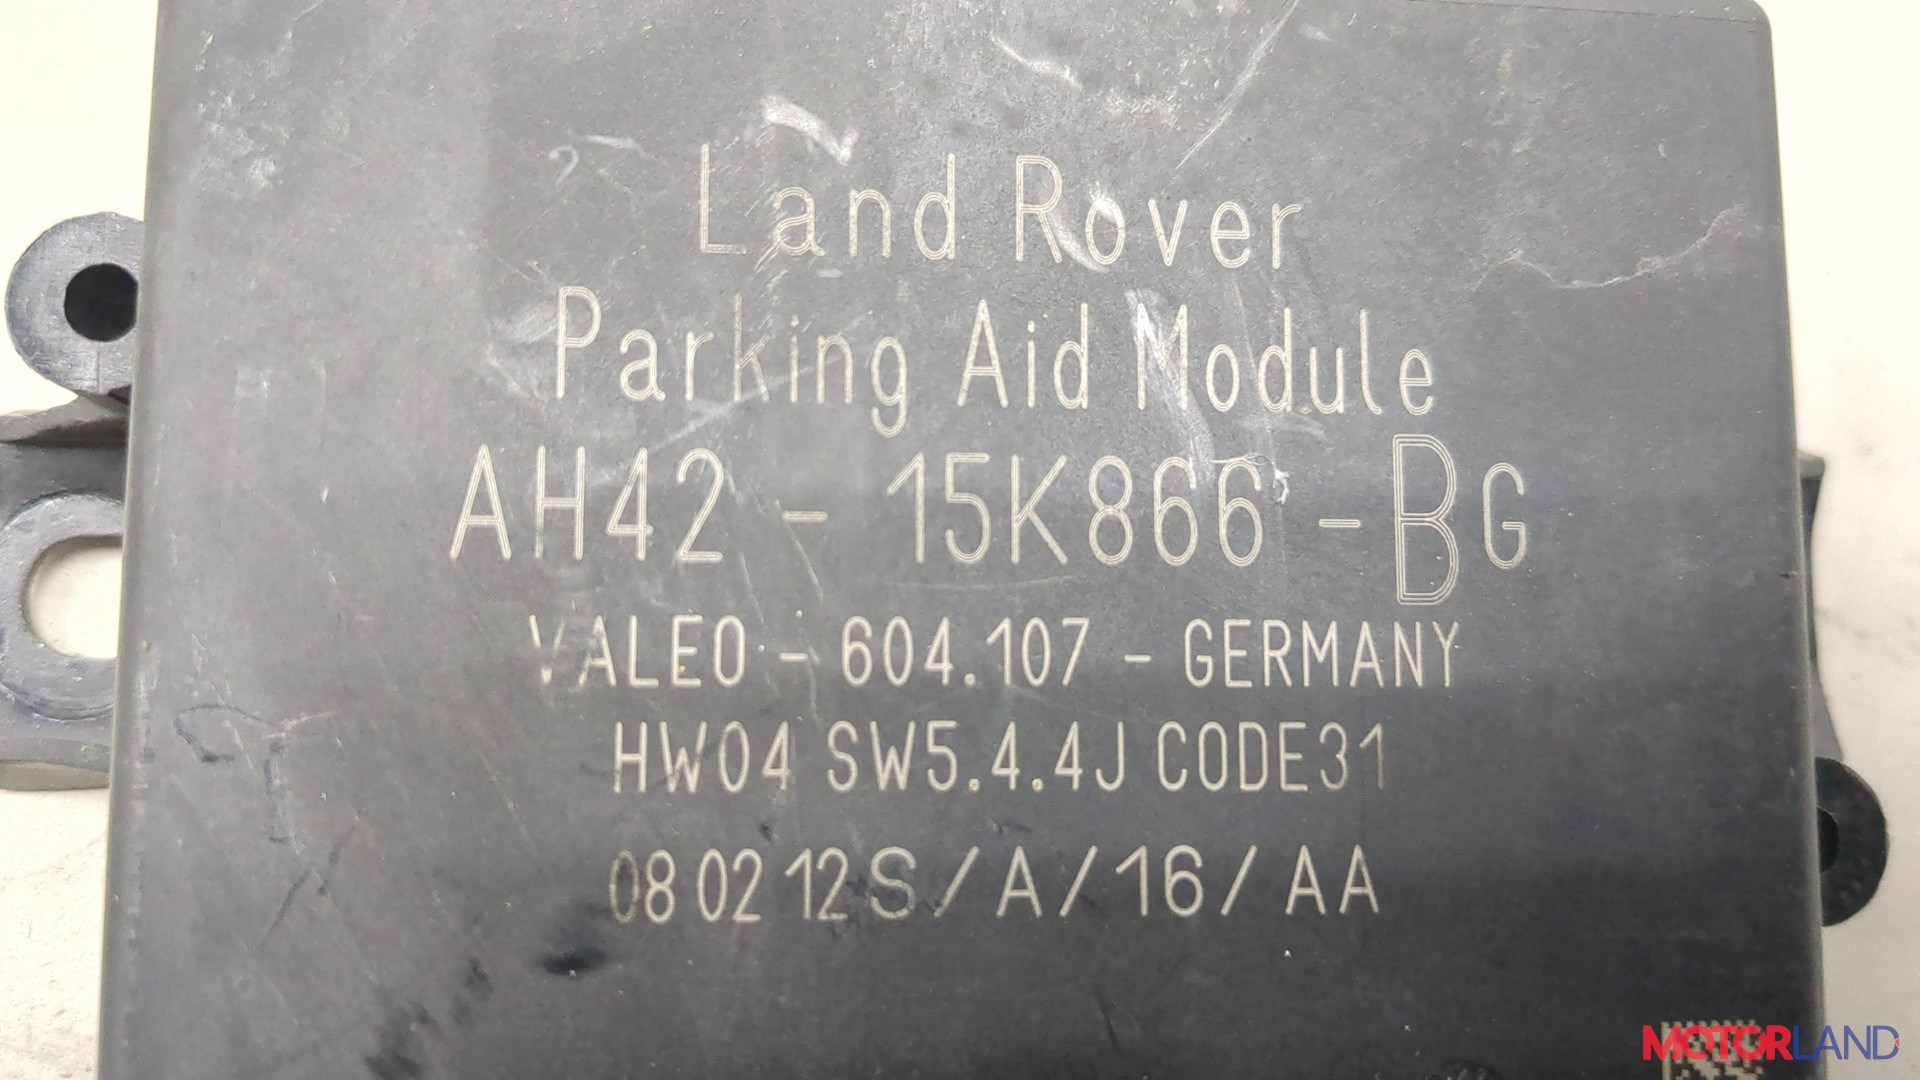 Land Rover
Parking Aid Module
AH42 - 15K866 - BG
VALEO - 604.107 - GERMANY
HW04 SW5.4.4J CODE31
08 02 12 S / A / 16 / AA
MOTORLAND